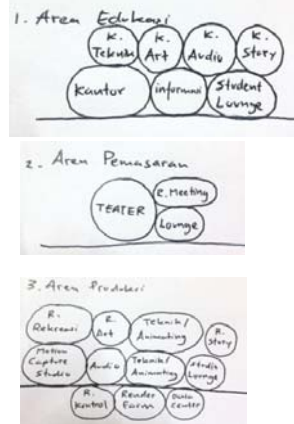 1. Area Edukasi
K. Teknik
K. Art
K. Audio
K. Story
Kantor
informasi
Student Lounge
2. Area Pemasaran
TEATER
R. Meeting
Lounge
3. Area Produksi
R. Rekreasi
R. Art
Teknik/ Animating
R. Story
Motion Capture Studio
Audio
Teknik/ Animating
Studio Lounge
R. Kontrol
Render Farm
Data Center